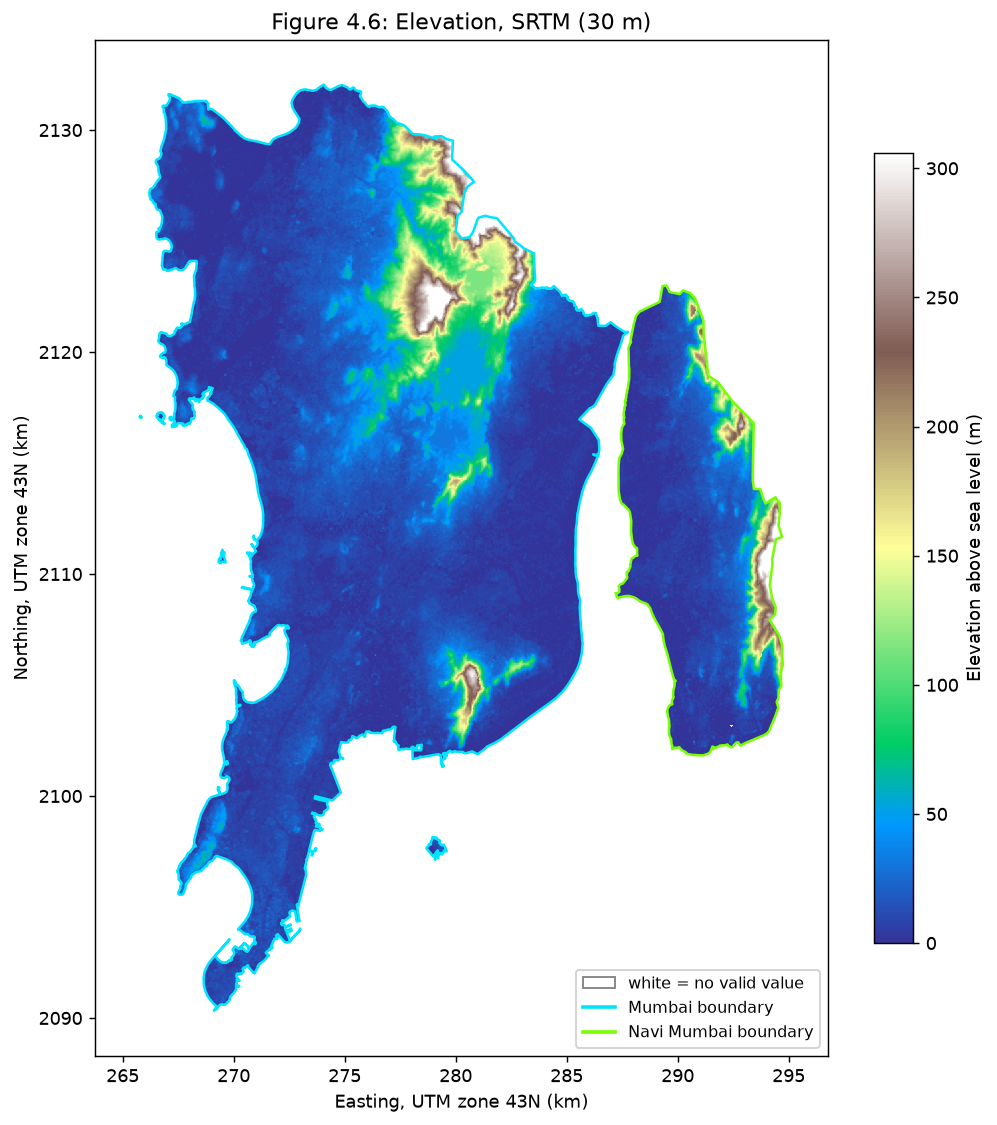 Figure 4.6: Elevation, SRTM (30 m)
2130
2120
2110
2100
2090
Northing, UTM zone 43N (km)
265
270
275
280
285
290
295
Easting, UTM zone 43N (km)
300
250
200
150
100
50
0
Elevation above sea level (m)
white = no valid value
Mumbai boundary
Navi Mumbai boundary